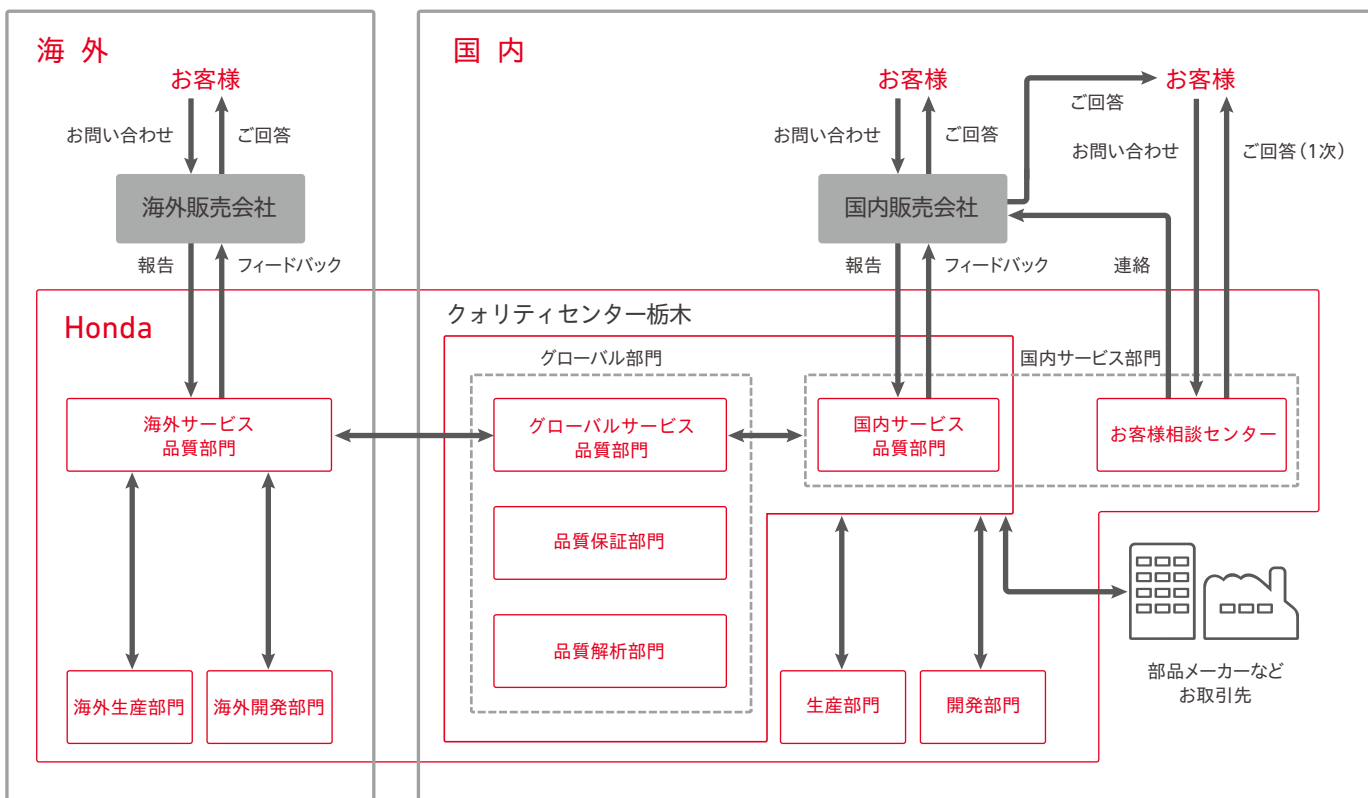 海 外
お客様
お問い合わせ
ご回答
海外販売会社
報告
フィードバック
国 内
お客様
お問い合わせ
ご回答
国内販売会社
報告
フィードバック
ご回答
お客様
お問い合わせ
ご回答（1次）
連絡
Honda
クォリティセンター栃木
グローバル部門
国内サービス部門
海外サービス
品質部門
グローバルサービス
品質部門
国内サービス
品質部門
お客様相談センター
品質保証部門
品質解析部門
海外生産部門
海外開発部門
生産部門
開発部門
部品メーカーなど
お取引先